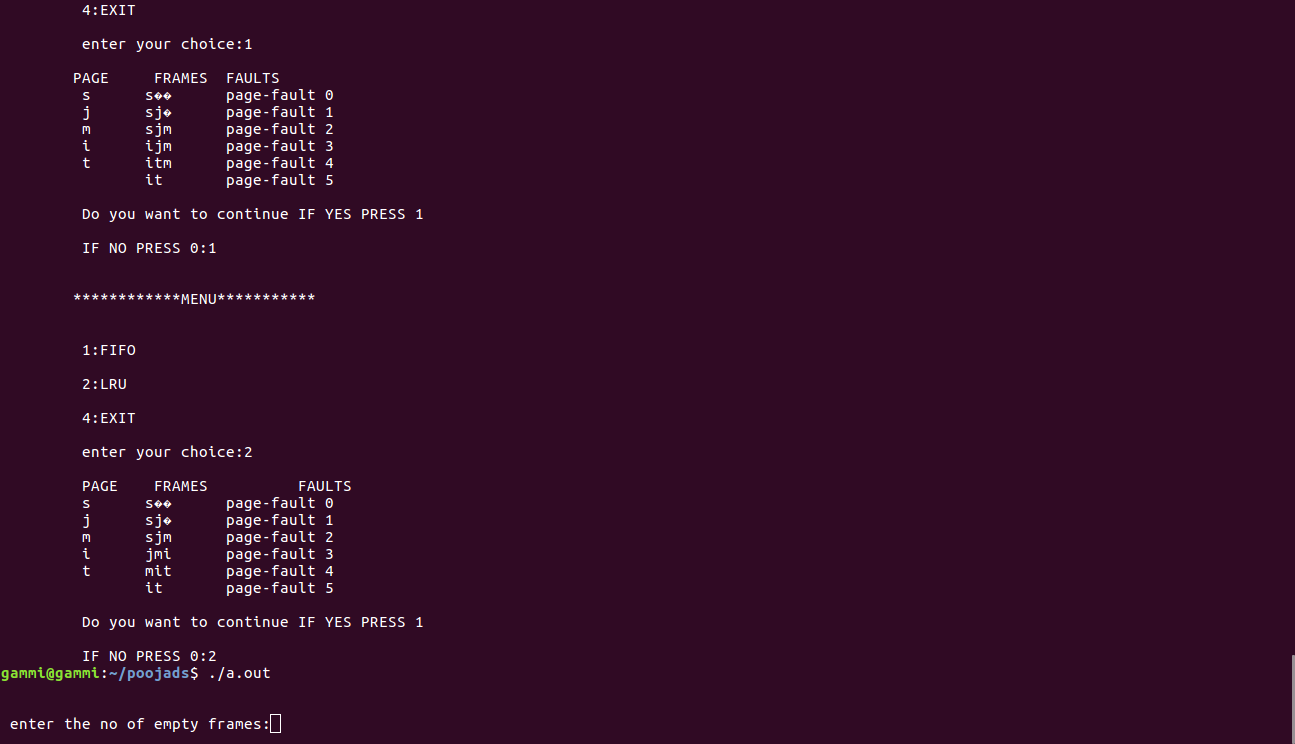 4:EXIT
enter your choice:1
PAGE FRAMES FAULTS
s s�� page-fault 0
j sj� page-fault 1
m sjm page-fault 2
i ijm page-fault 3
t itm page-fault 4
it page-fault 5
Do you want to continue IF YES PRESS 1
IF NO PRESS 0:1
************MENU***********
1:FIFO
2:LRU
4:EXIT
enter your choice:2
PAGE FRAMES FAULTS
s s�� page-fault 0
j sj� page-fault 1
m sjm page-fault 2
i jmi page-fault 3
t mit page-fault 4
it page-fault 5
Do you want to continue IF YES PRESS 1
IF NO PRESS 0:2
gammi@gammi:~/poojads$ ./a.out
enter the no of empty frames: